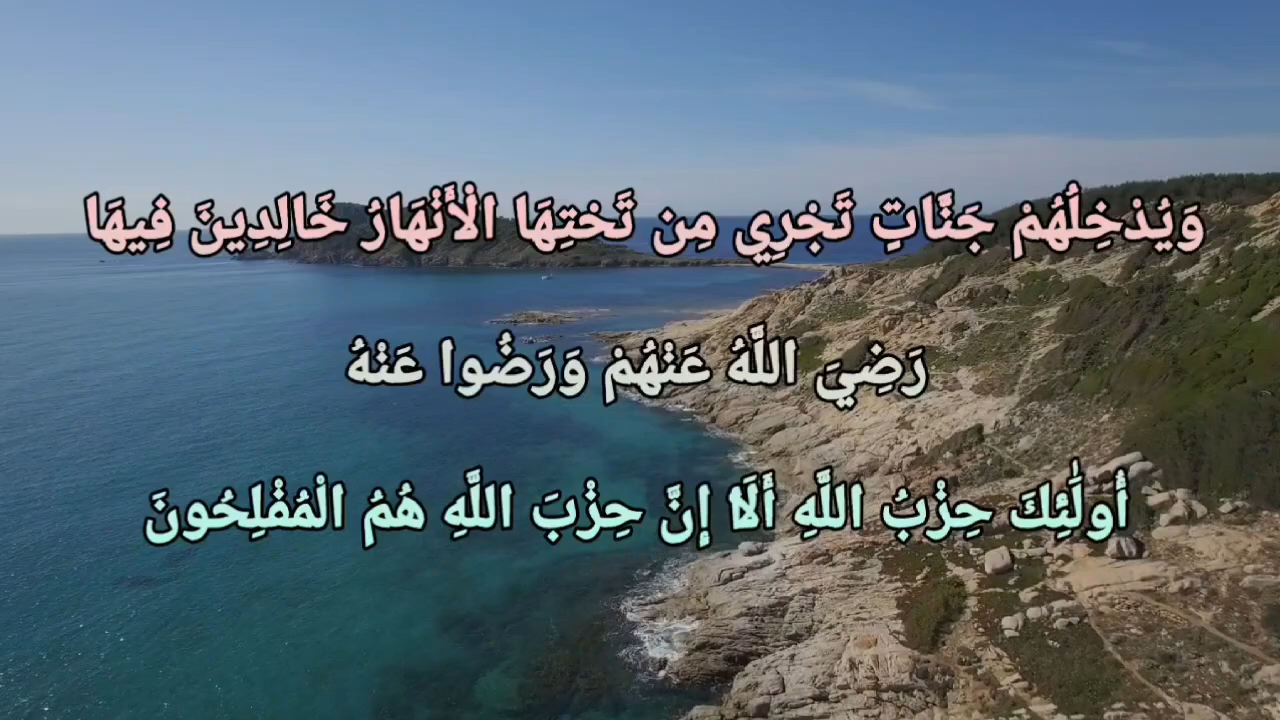 وَيُدْخِلُهُمْ جَنَّاتٍ تَجْرِي مِن تَحْتِهَا الْأَنْهَارُ خَالِدِينَ فِيهَا
رَضِيَ اللَّهُ عَنْهُمْ وَرَضُوا عَنْهُ
أُولَٰئِكَ حِزْبُ اللَّهِ أَلَا إِنَّ حِزْبَ اللَّهِ هُمُ الْمُفْلِحُونَ